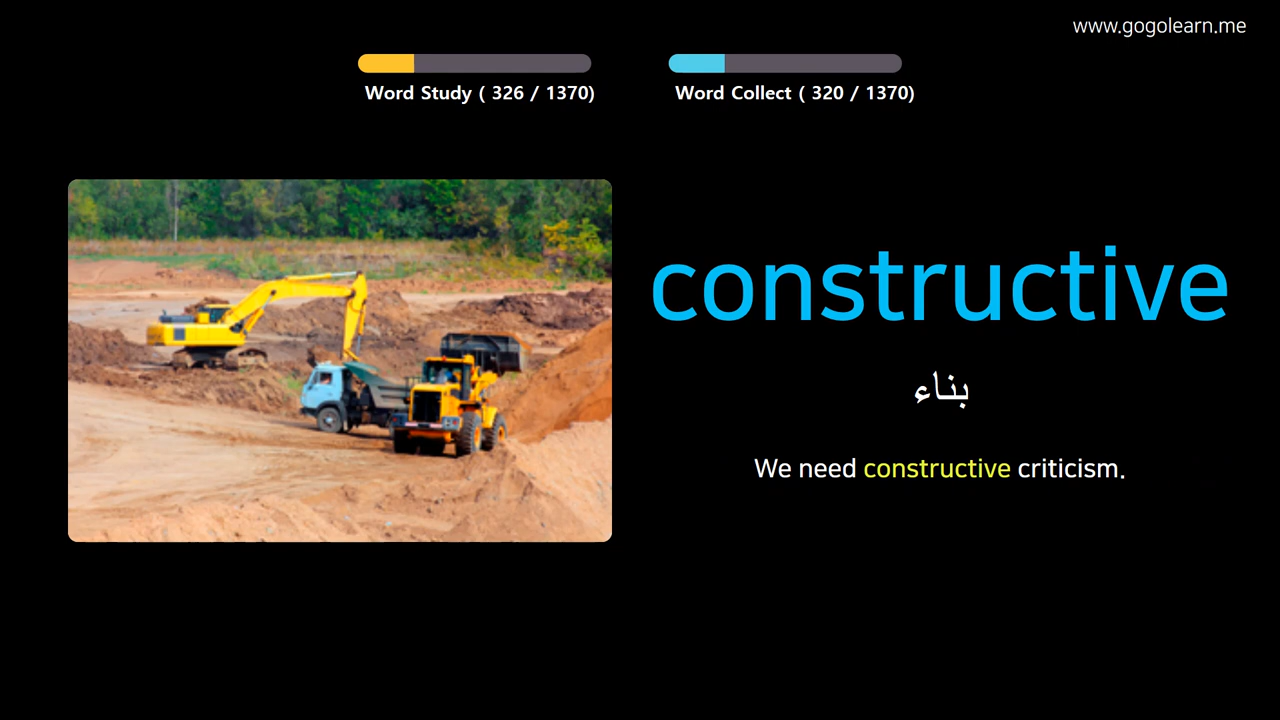 www.gogolearn.me
Word Study ( 326 / 1370)
Word Collect ( 320 / 1370)
constructive
بناء
We need constructive criticism.